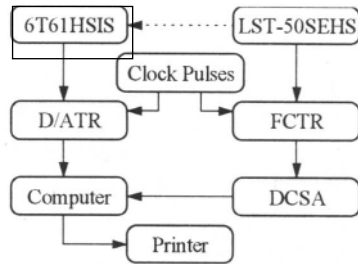 6T61HSIS
LST-50SEHS
Clock Pulses
D/ATR
FCTR
Computer
DCSA
Printer